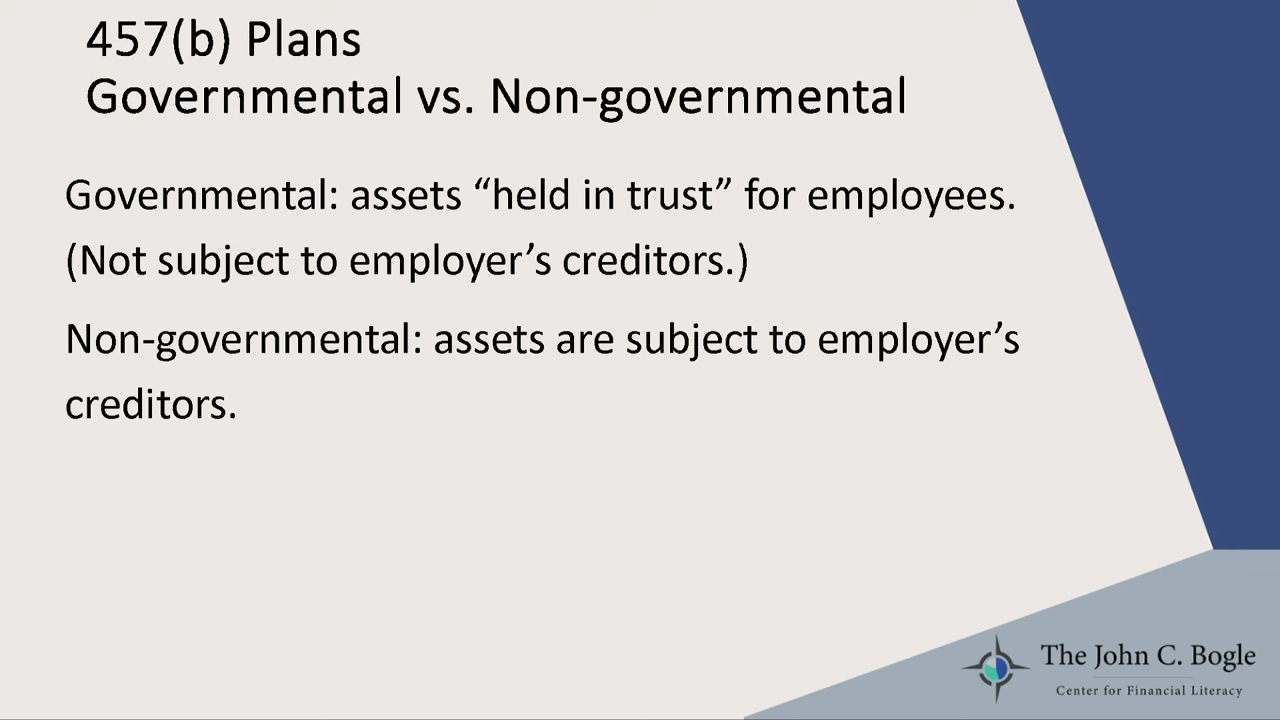 457(b) Plans
Governmental vs. Non-governmental
Governmental: assets “held in trust” for employees.
(Not subject to employer’s creditors.)
Non-governmental: assets are subject to employer’s
creditors.
The John C. Bogle
Center for Financial Literacy